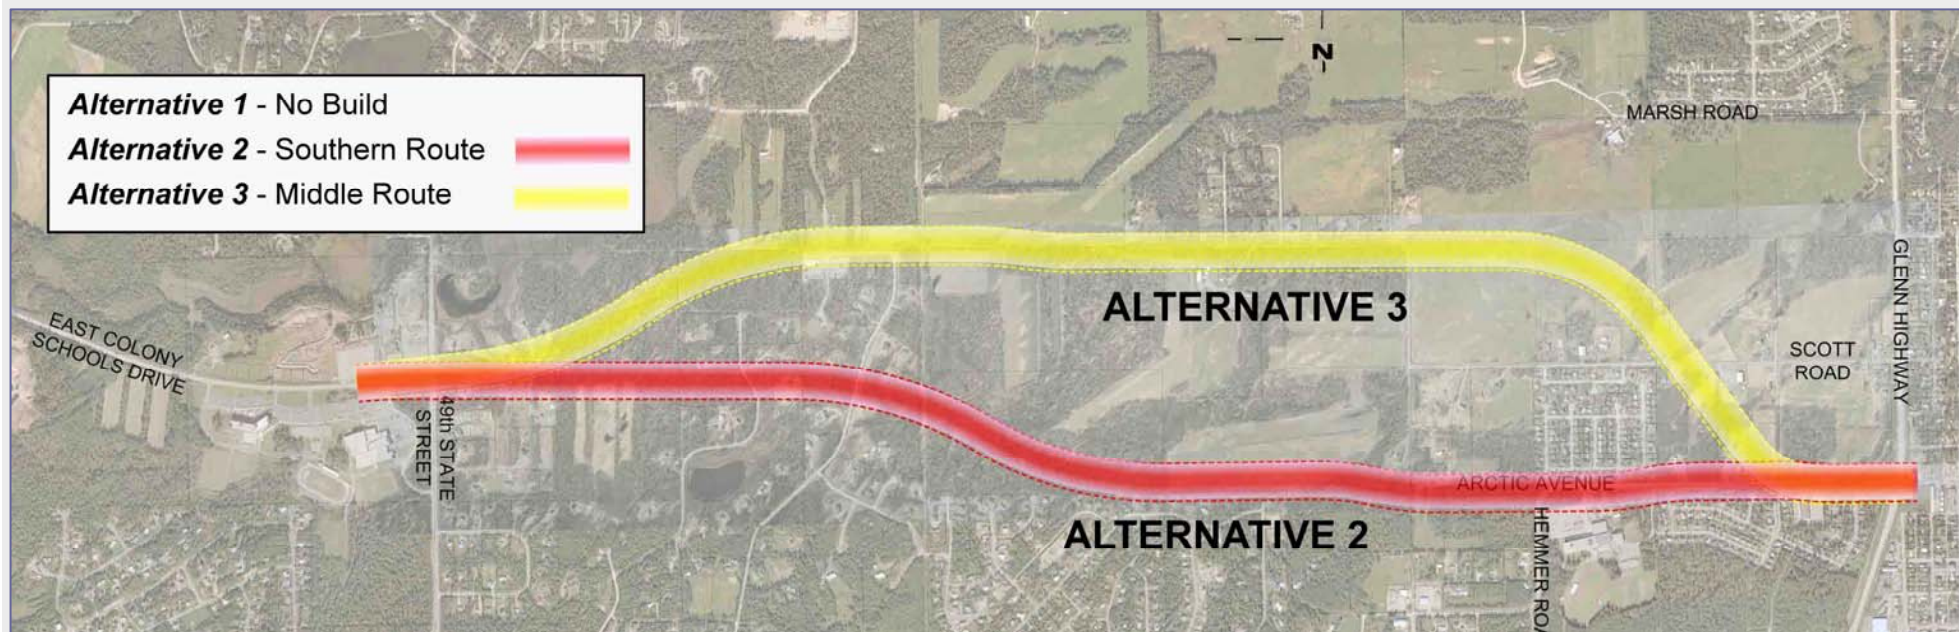 N
Alternative 1 - No Build
Alternative 2 - Southern Route
Alternative 3 - Middle Route
MARSH ROAD
GLENN HIGHWAY
ALTERNATIVE 3
EAST COLONY
SCHOOLS DRIVE
SCOTT
ROAD
49th STATE
STREET
ARCTIC AVENUE
ALTERNATIVE 2
HEMMER ROA